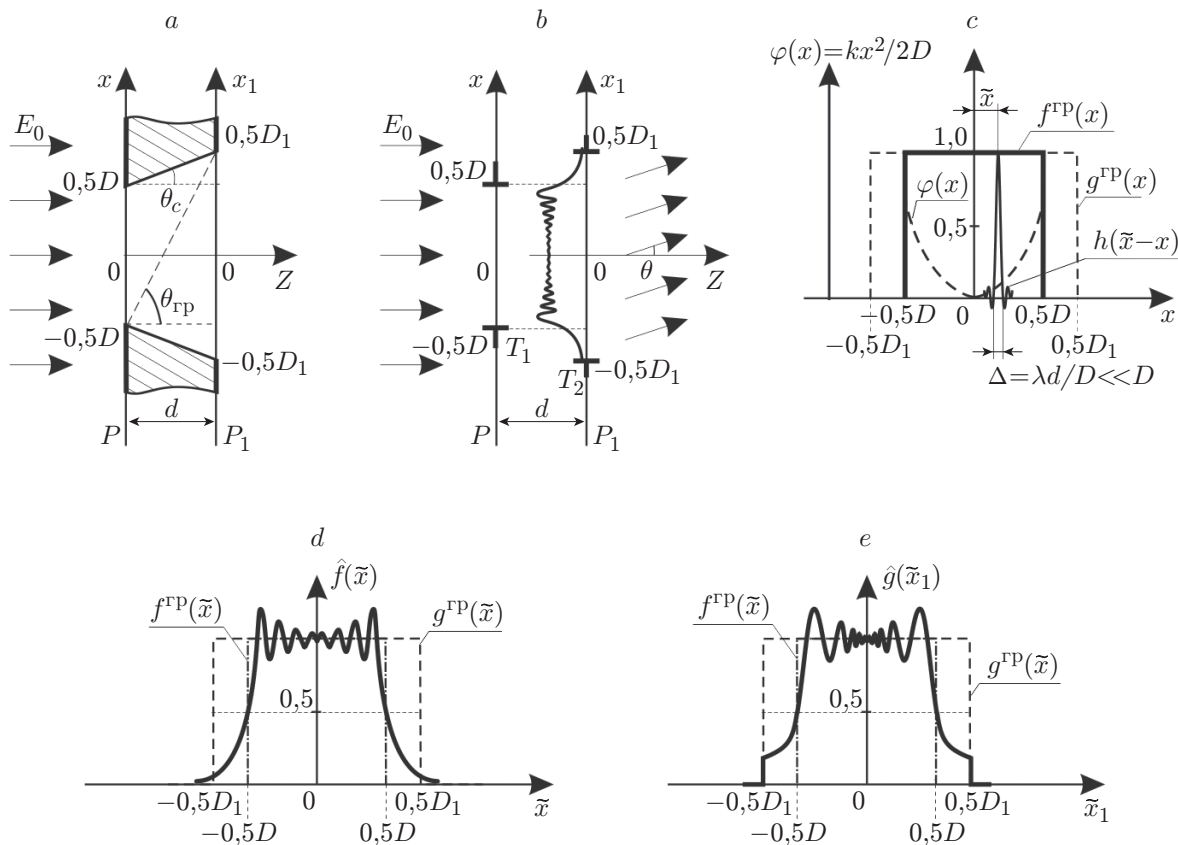 a
x
x₁
E₀
0,5D₁
0,5D
θ_c
0
0
Z
θ_гр
−0,5D
−0,5D₁
d
P
P₁
b
x
x₁
E₀
0,5D₁
0,5D
0
0
θ
Z
−0,5D
T₁
T₂
−0,5D₁
d
P
P₁
c
φ(x)=kx²/2D
x̃
f^гр(x)
1,0
g^гр(x)
φ(x)
0,5
h(x̃−x)
−0,5D
0
0,5D
x
−0,5D₁
0,5D₁
Δ=λd/D<<D
d
f̂(x̃)
f^гр(x̃)
g^гр(x̃)
0,5
−0,5D₁
0
0,5D₁
x̃
−0,5D
0,5D
e
ĝ(x̃₁)
f^гр(x̃)
g^гр(x̃)
0,5
−0,5D₁
0
0,5D₁
x̃₁
−0,5D
0,5D